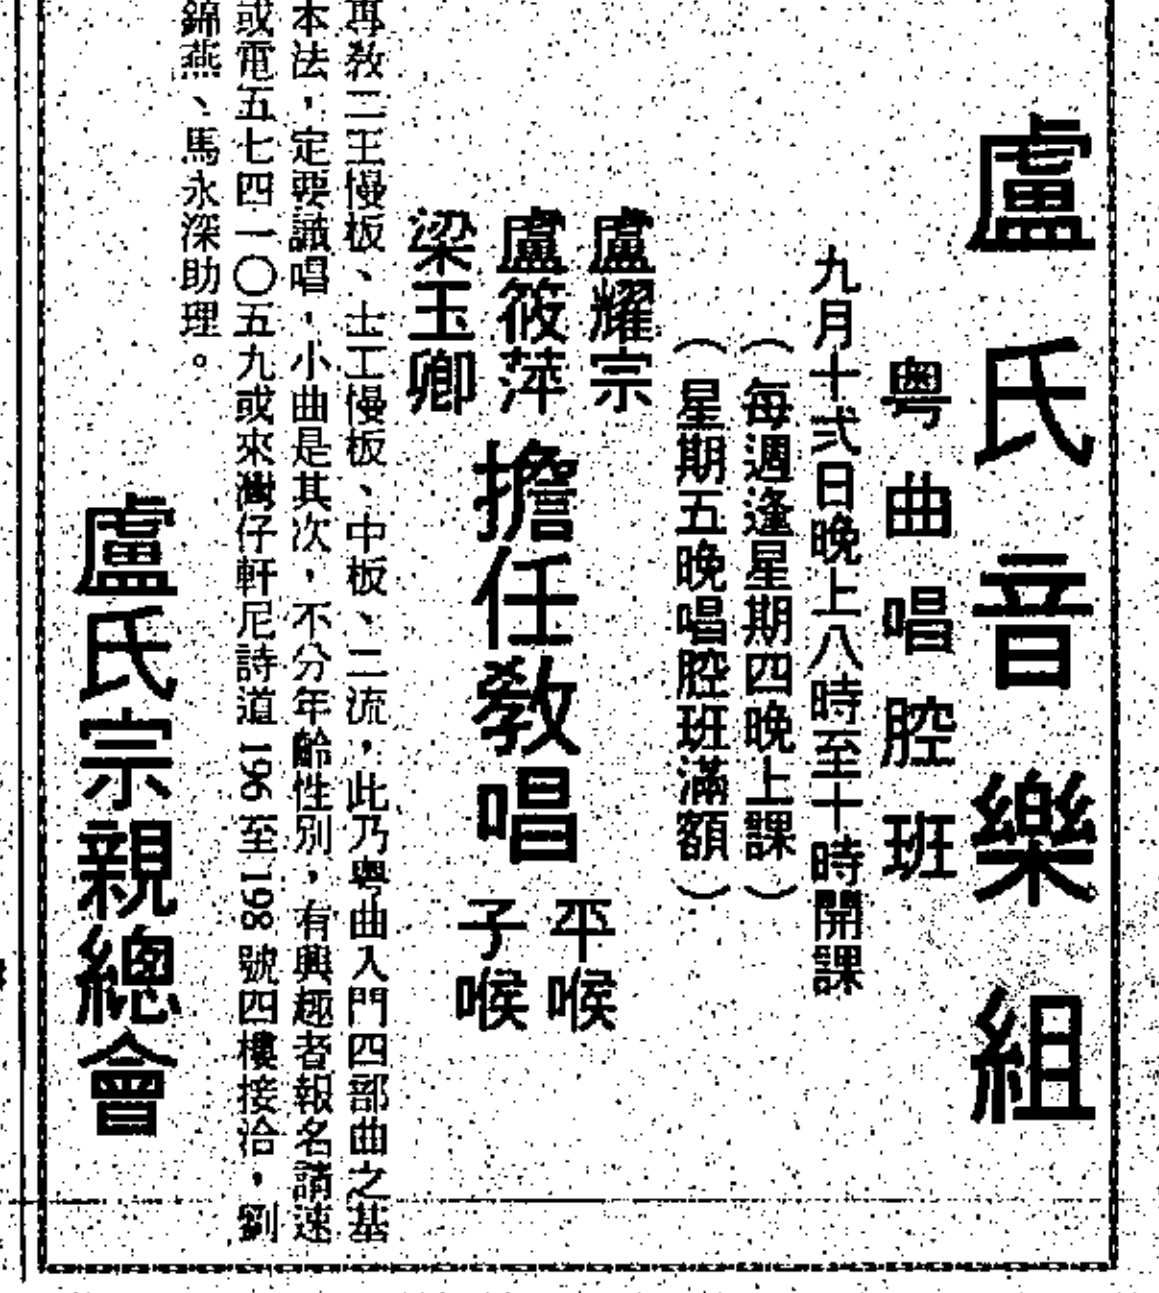 盧氏音樂組
粤曲唱腔班
九月十弍日晚上八時至十時開課
（每週逢星期四晚上課）
（星期五晚唱腔班滿額）
盧耀宗
盧筱萍
梁玉卿
擔任敎唱
平喉
子喉
再敎二王慢板、士工慢板、中板、二流，此乃粤曲入門四部曲之基
本法，定要識唱，小曲是其次，不分年齡性別，有興趣者報名請速
或電五七四一〇五九或來灣仔軒尼詩道196至198號四樓接洽，劉
錦燕、馬永深助理。
盧氏宗親總會